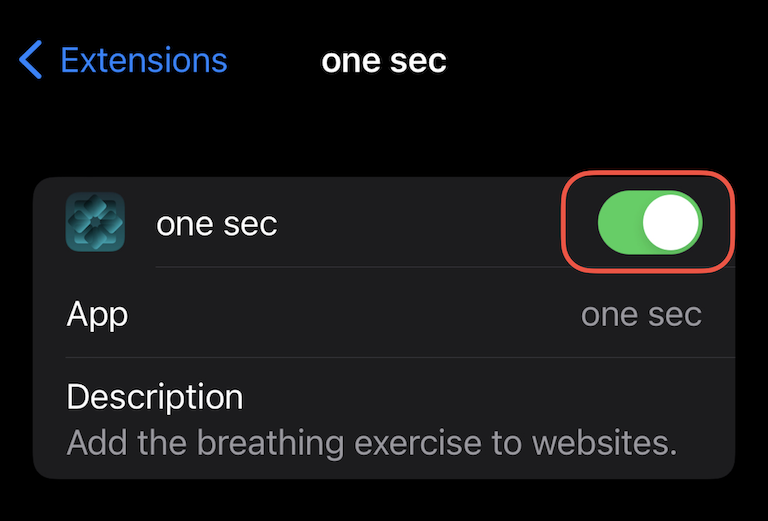 Extensions one sec
one sec
App one sec
Description
Add the breathing exercise to websites.